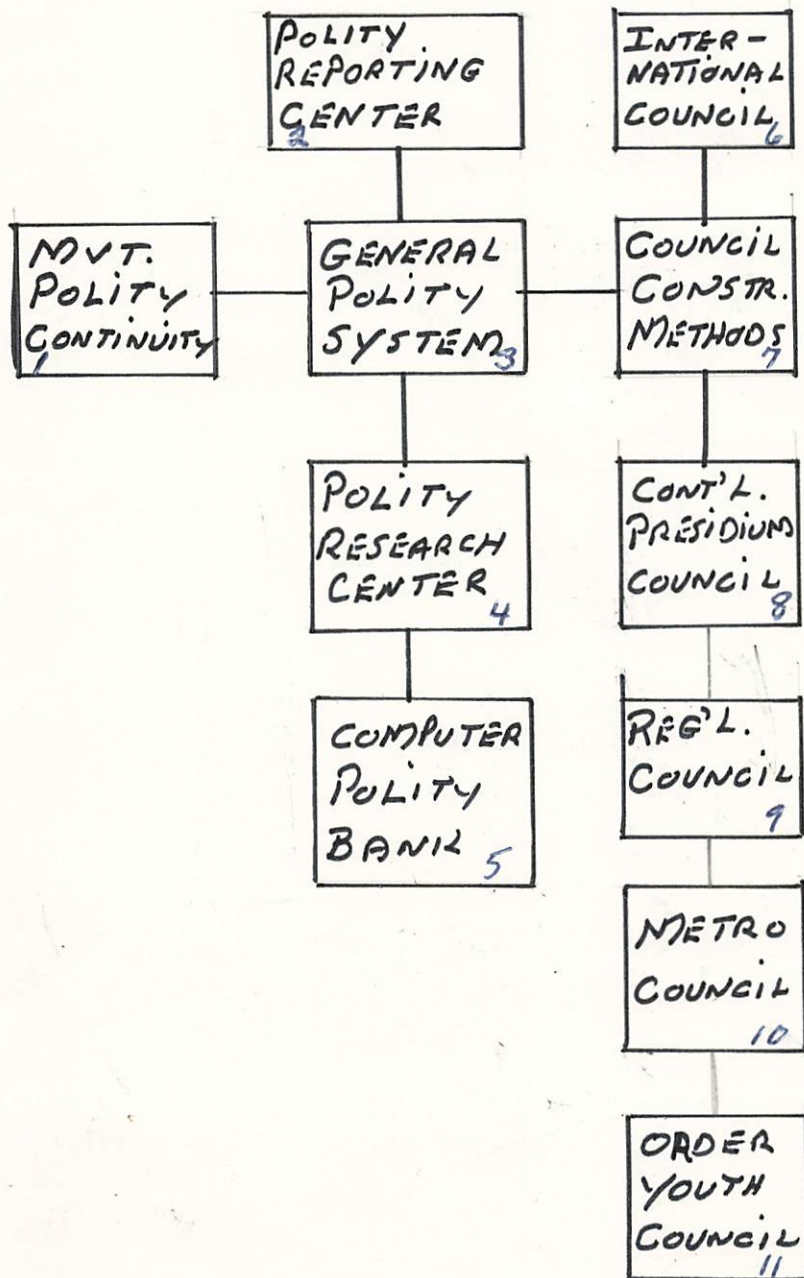 POLITY
REPORTING
CENTER
2
INTER-
NATIONAL
COUNCIL
6
MVT.
POLITY
CONTINUITY
1
GENERAL
POLITY
SYSTEM
3
COUNCIL
CONSTR.
METHODS
7
POLITY
RESEARCH
CENTER
4
CONT'L.
PRESIDIUM
COUNCIL
8
COMPUTER
POLITY
BANK
5
REG'L.
COUNCIL
9
METRO
COUNCIL
10
ORDER
YOUTH
COUNCIL
11